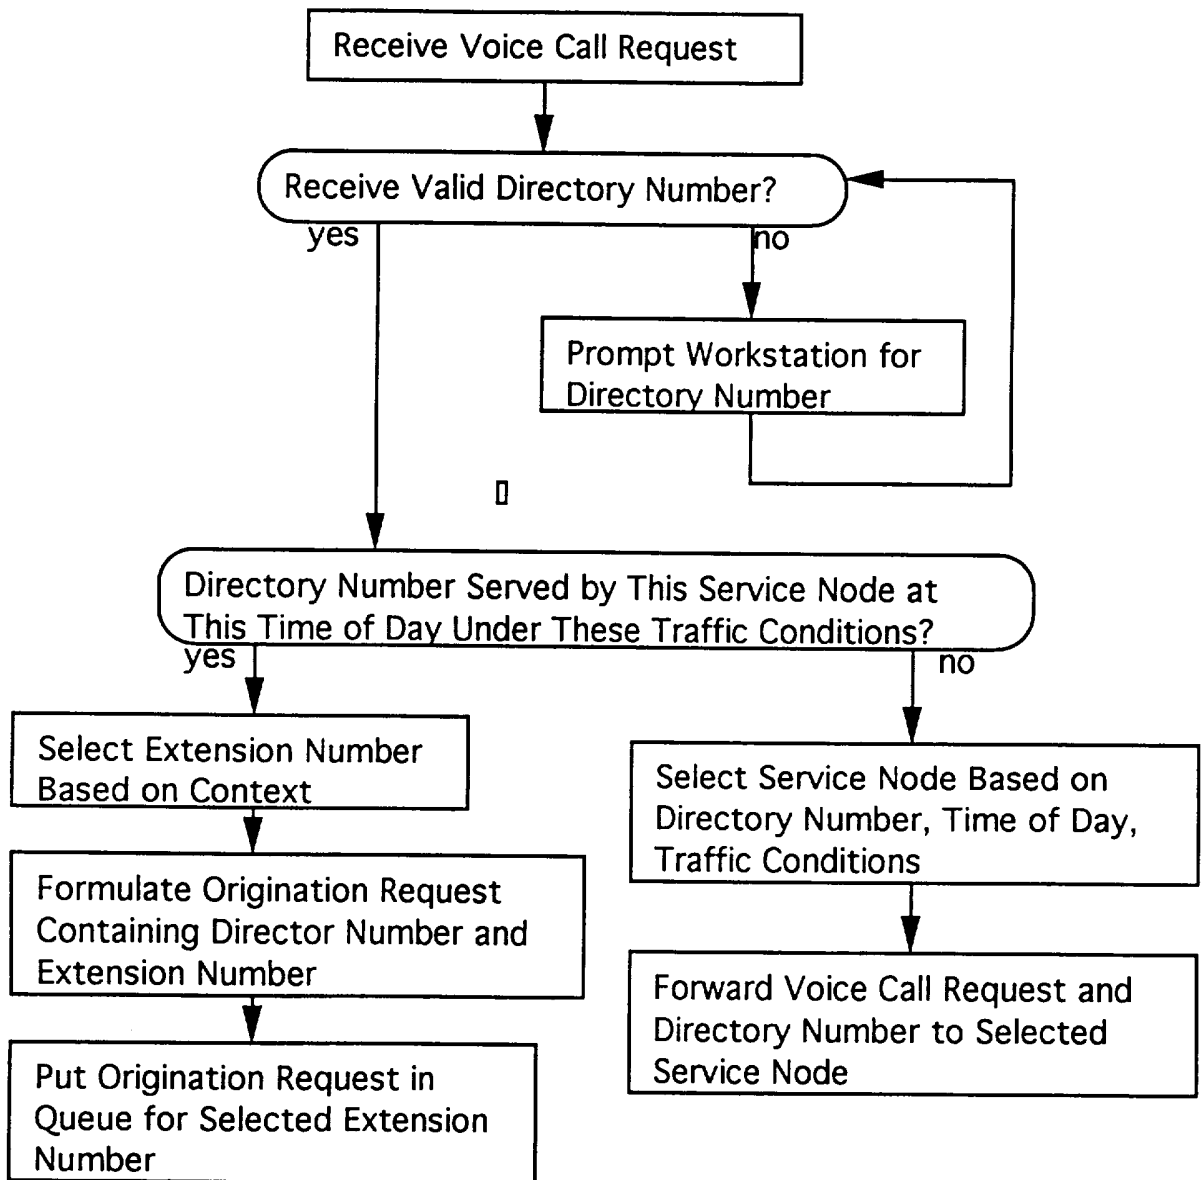 Receive Voice Call Request
Receive Valid Directory Number?
yes
no
Prompt Workstation for
Directory Number
Directory Number Served by This Service Node at
This Time of Day Under These Traffic Conditions?
yes
no
Select Extension Number
Based on Context
Formulate Origination Request
Containing Director Number and
Extension Number
Put Origination Request in
Queue for Selected Extension
Number
Select Service Node Based on
Directory Number, Time of Day,
Traffic Conditions
Forward Voice Call Request and
Directory Number to Selected
Service Node